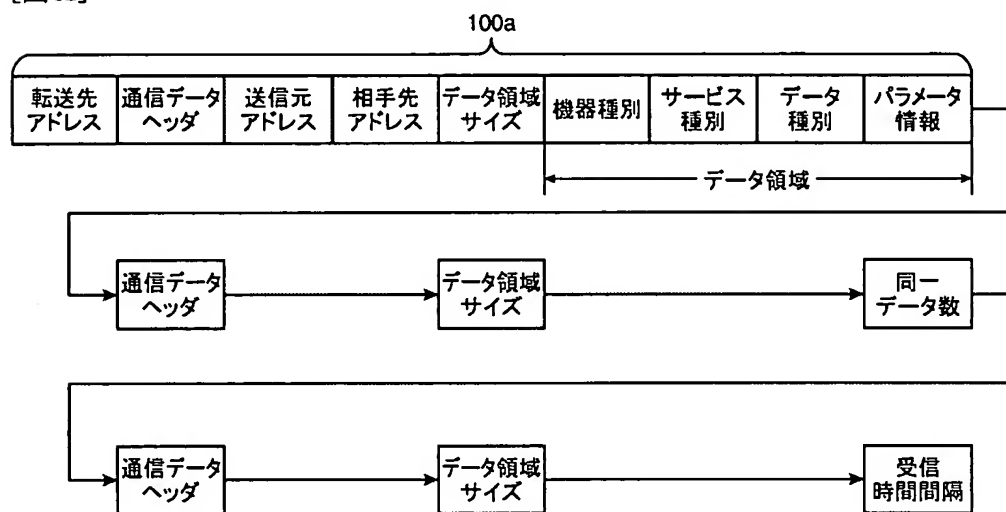 100a
転送先
アドレス
通信データ
ヘッダ
送信元
アドレス
相手先
アドレス
データ領域
サイズ
機器種別
サービス
種別
データ
種別
パラメータ
情報
データ領域
通信データ
ヘッダ
データ領域
サイズ
同一
データ数
通信データ
ヘッダ
データ領域
サイズ
受信
時間間隔